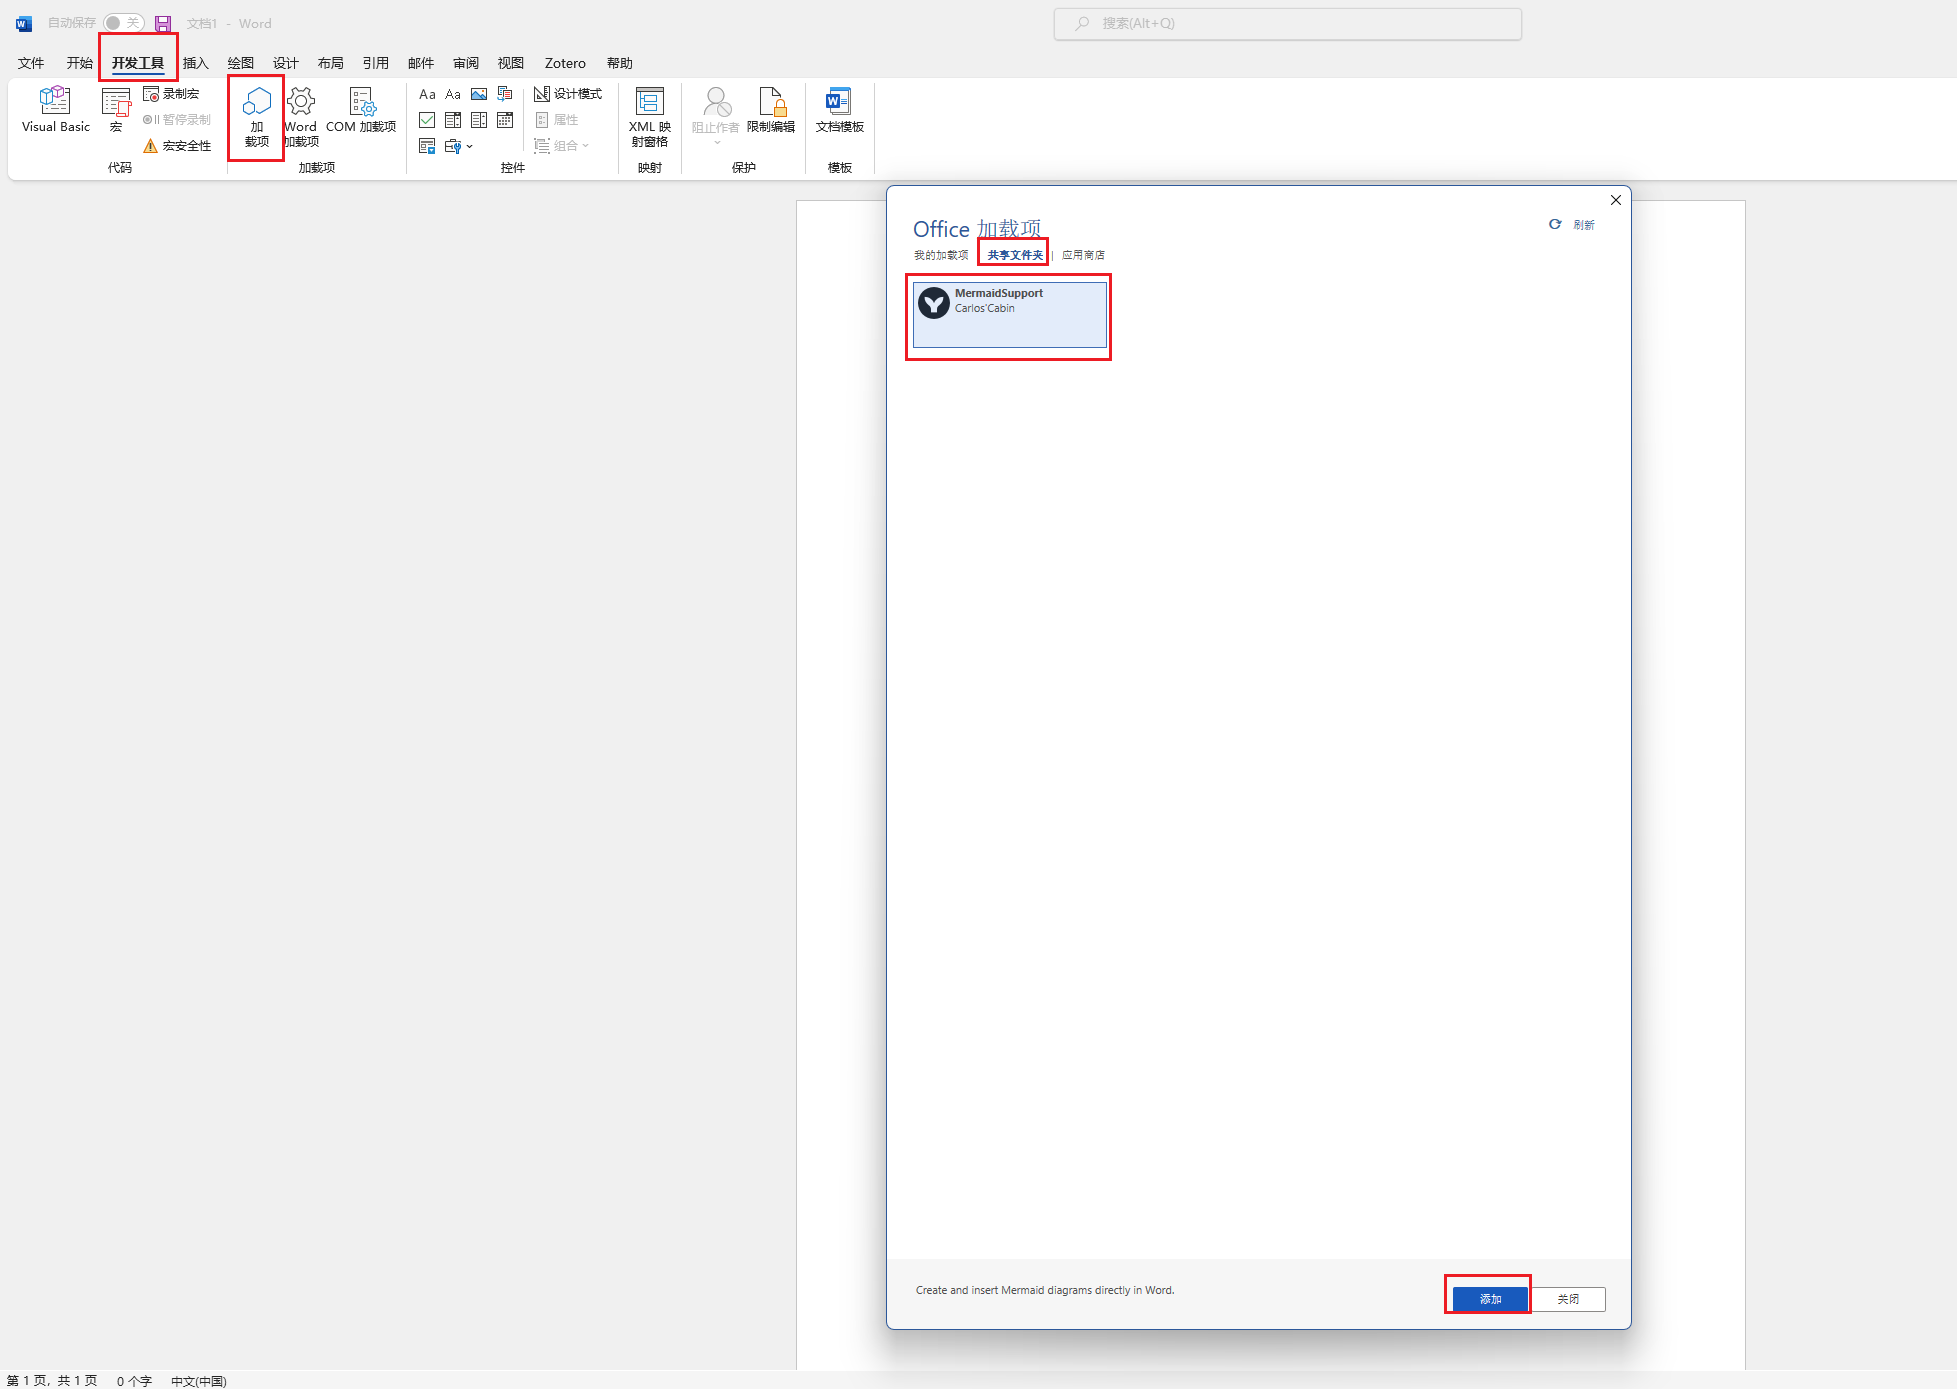 自动保存 关 文档1 - Word
搜索(Alt+Q)
文件 开始 开发工具 插入 绘图 设计 布局 引用 邮件 审阅 视图 Zotero 帮助
Visual Basic
宏
录制宏
暂停录制
宏安全性
代码
加
载项
Word
加载项
COM 加载项
加载项
Aa Aa
设计模式
属性
组合
控件
XML 映
射窗格
映射
阻止作者
限制编辑
保护
文档模板
模板
Office 加载项
刷新
我的加载项 共享文件夹 | 应用商店
MermaidSupport
Carlos'Cabin
Create and insert Mermaid diagrams directly in Word.
添加
关闭
第 1 页，共 1 页 0 个字 中文(中国)